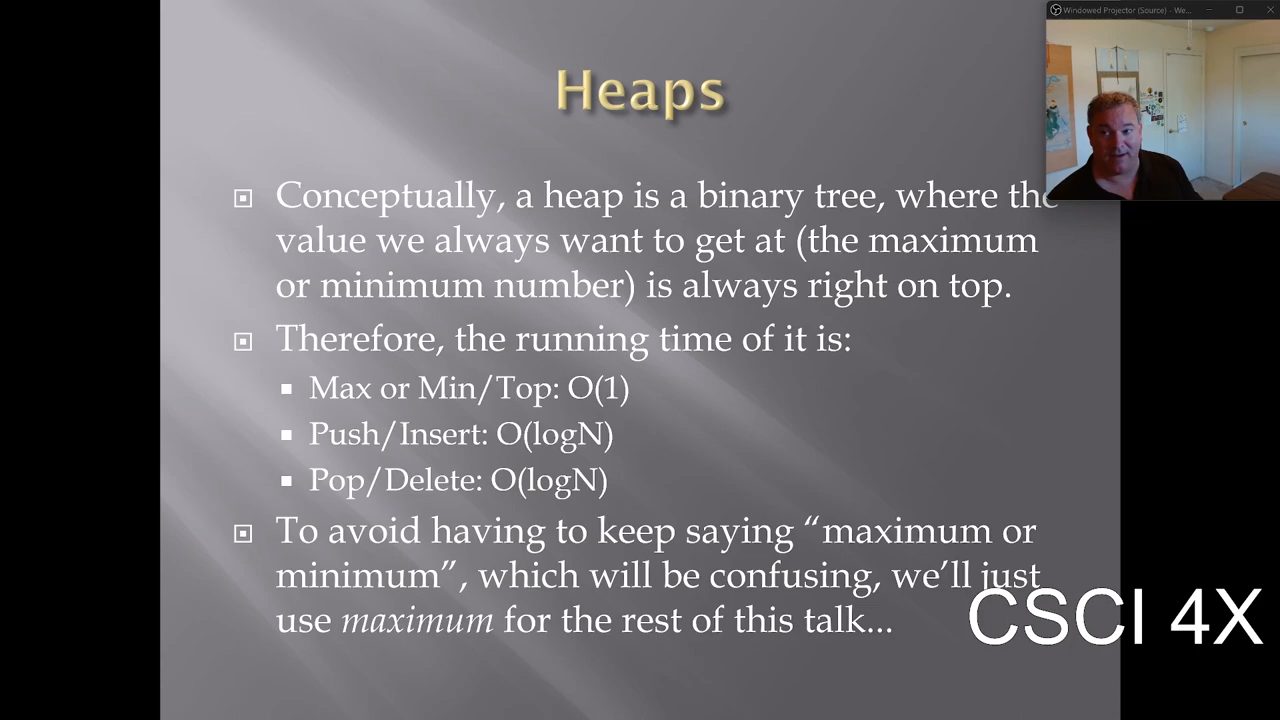 Windowed Projector (Source) - We...
Heaps
Conceptually, a heap is a binary tree, where the
value we always want to get at (the maximum
or minimum number) is always right on top.
Therefore, the running time of it is:
Max or Min/Top: O(1)
Push/Insert: O(logN)
Pop/Delete: O(logN)
To avoid having to keep saying “maximum or
minimum”, which will be confusing, we’ll just
use maximum for the rest of this talk...
CSCI 4X